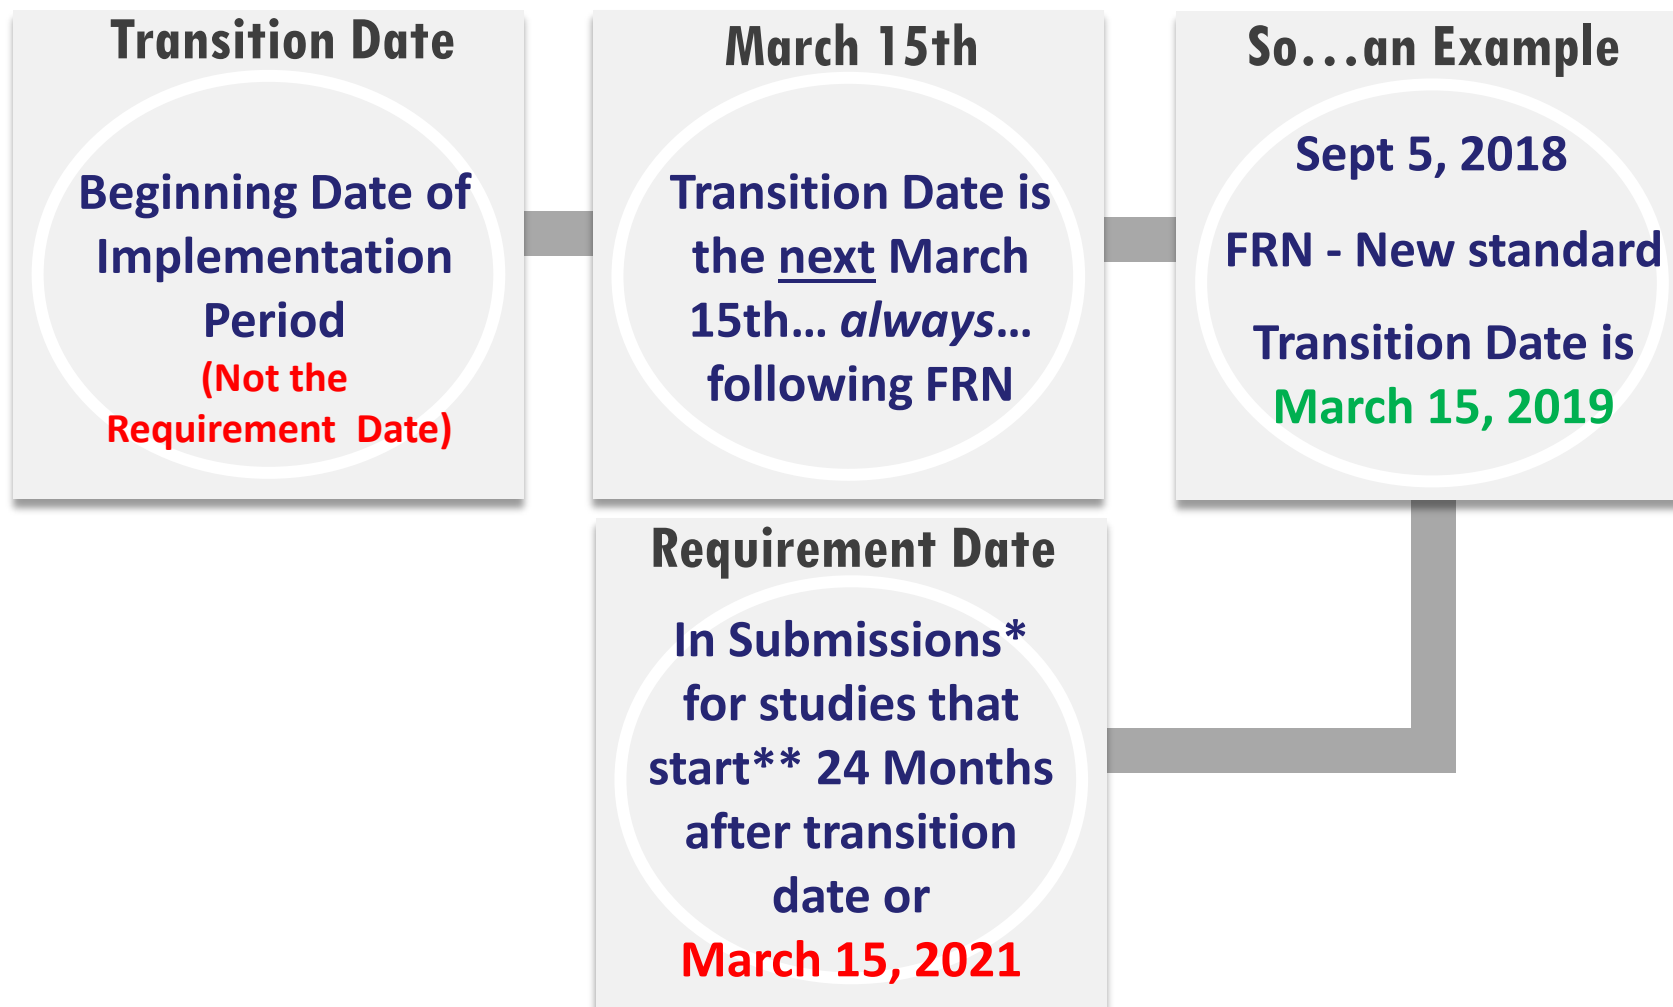 Transition Date
Beginning Date of
Implementation
Period
(Not the
Requirement Date)
March 15th
Transition Date is
the next March
15th... always...
following FRN
So...an Example
Sept 5, 2018
FRN - New standard
Transition Date is
March 15, 2019
Requirement Date
In Submissions*
for studies that
start** 24 Months
after transition
date or
March 15, 2021